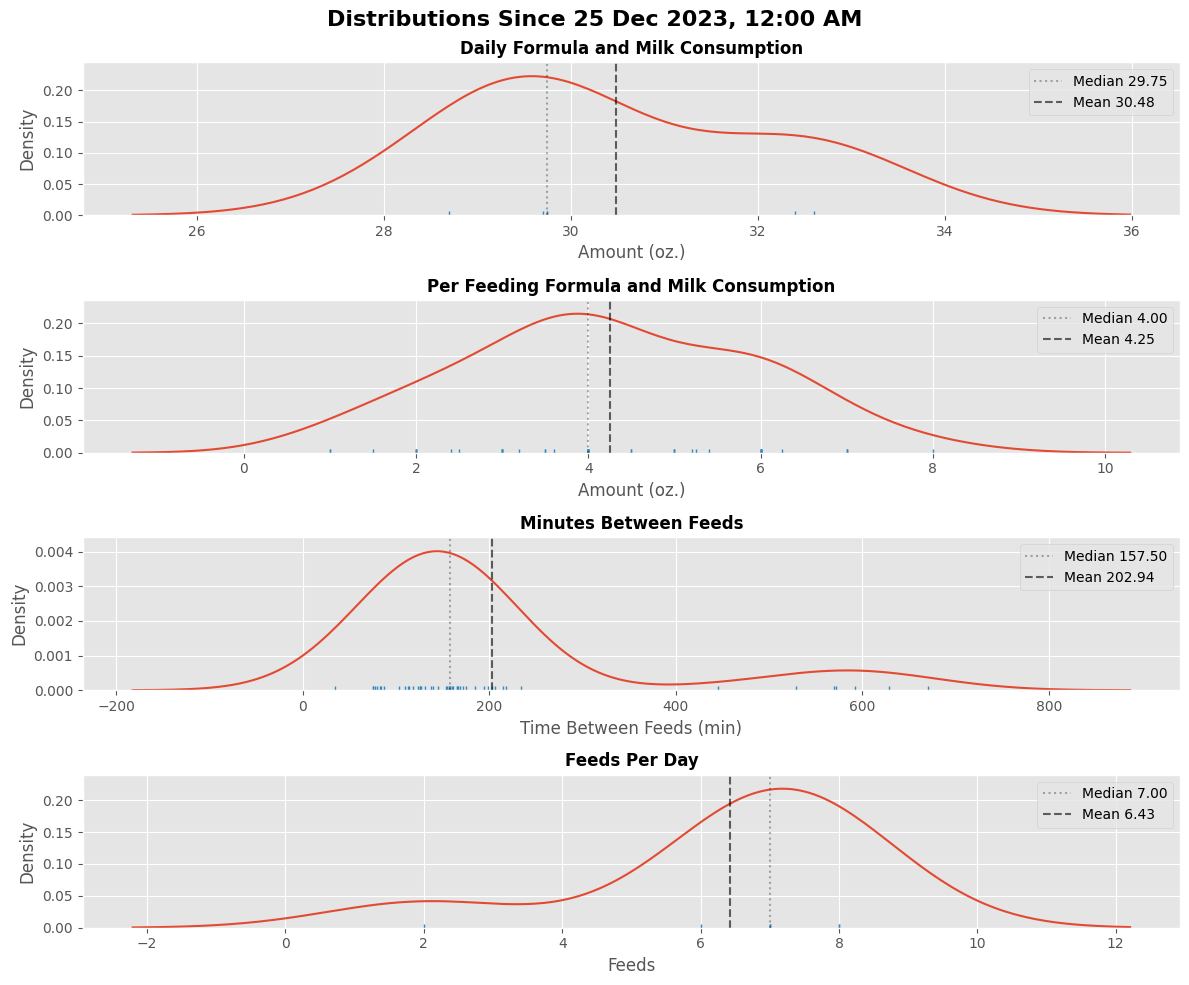 Distributions Since 25 Dec 2023, 12:00 AM
Daily Formula and Milk Consumption
Density
0.20
0.15
0.10
0.05
0.00
Median 29.75
Mean 30.48
26 28 30 32 34 36
Amount (oz.)
Per Feeding Formula and Milk Consumption
Density
0.20
0.15
0.10
0.05
0.00
Median 4.00
Mean 4.25
0 2 4 6 8 10
Amount (oz.)
Minutes Between Feeds
Density
0.004
0.003
0.002
0.001
0.000
Median 157.50
Mean 202.94
−200 0 200 400 600 800
Time Between Feeds (min)
Feeds Per Day
Density
0.20
0.15
0.10
0.05
0.00
Median 7.00
Mean 6.43
−2 0 2 4 6 8 10 12
Feeds